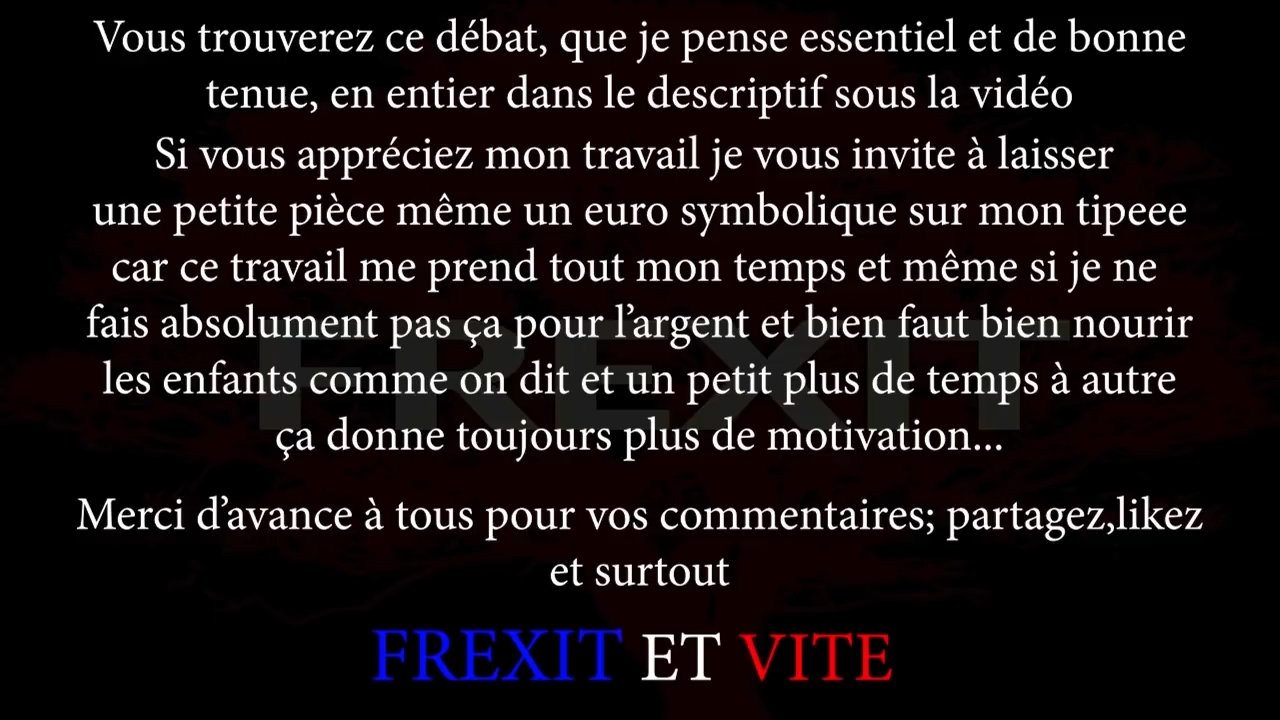 Vous trouverez ce débat, que je pense essentiel et de bonne
tenue, en entier dans le descriptif sous la vidéo
Si vous appréciez mon travail je vous invite à laisser
une petite pièce même un euro symbolique sur mon tipeee
car ce travail me prend tout mon temps et même si je ne
fais absolument pas ça pour l’argent et bien faut bien nourir
les enfants comme on dit et un petit plus de temps à autre
ça donne toujours plus de motivation...
Merci d’avance à tous pour vos commentaires; partagez,likez
et surtout
FREXIT ET VITE
FREXIT